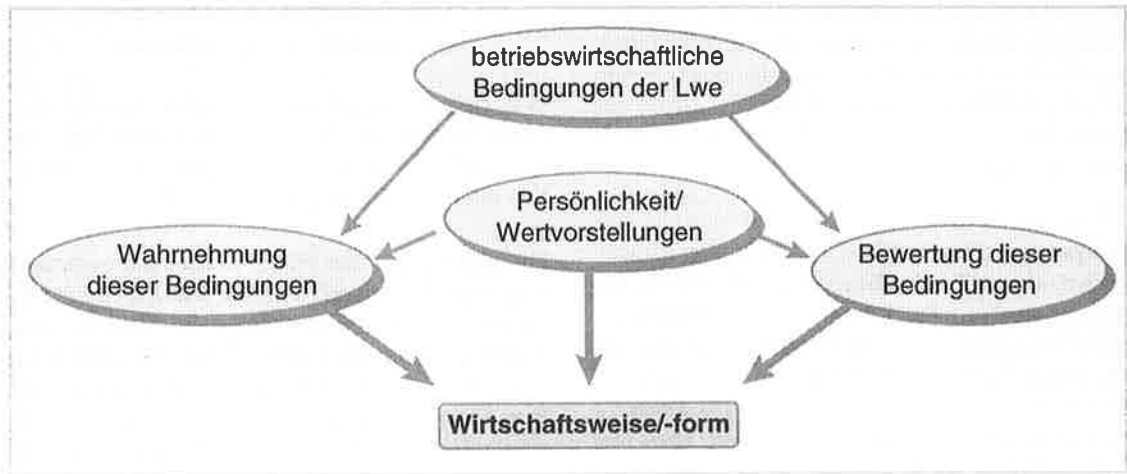 betriebswirtschaftliche
Bedingungen der Lwe
Persönlichkeit/
Wertvorstellungen
Wahrnehmung
dieser Bedingungen
Bewertung dieser
Bedingungen
Wirtschaftsweise/-form